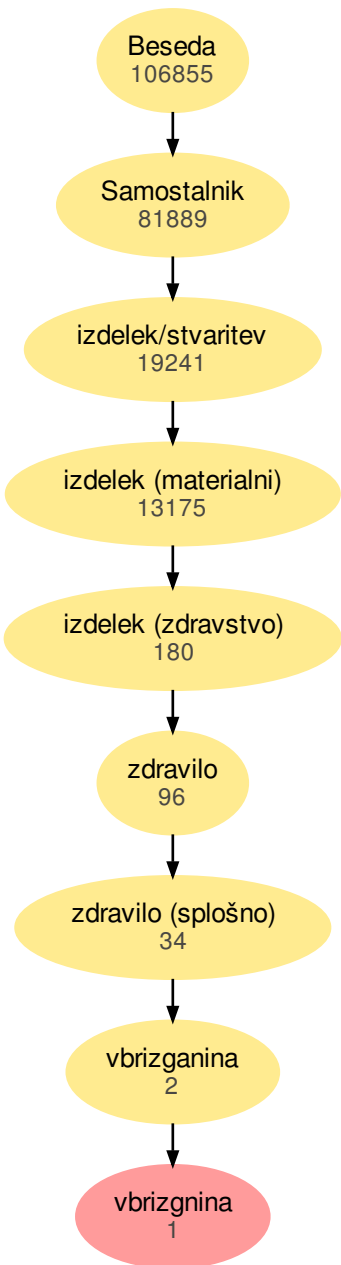 Beseda
106855
Samostalnik
81889
izdelek/stvaritev
19241
izdelek (materialni)
13175
izdelek (zdravstvo)
180
zdravilo
96
zdravilo (splošno)
34
vbrizganina
2
vbrizgnina
1